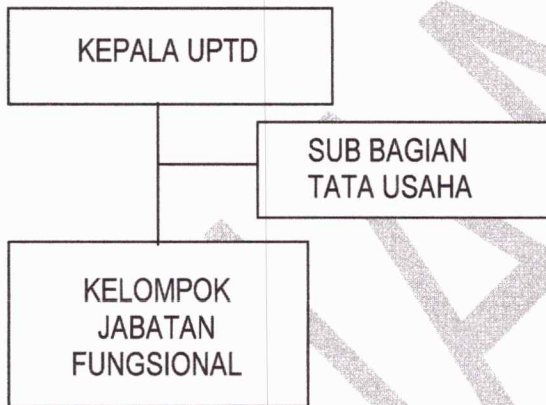 KEPALA UPTD
SUB BAGIAN
TATA USAHA
KELOMPOK
JABATAN
FUNGSIONAL